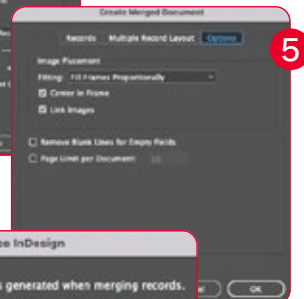 Create Merged Document
Records Multiple Record Layout Options
5
Image Placement
Fitting: Fill Frames Proportionally
Center in Frame
Link Images
Remove Blank Lines for Empty Fields
Page Limit per Document:
InDesign
generated when merging records.
OK